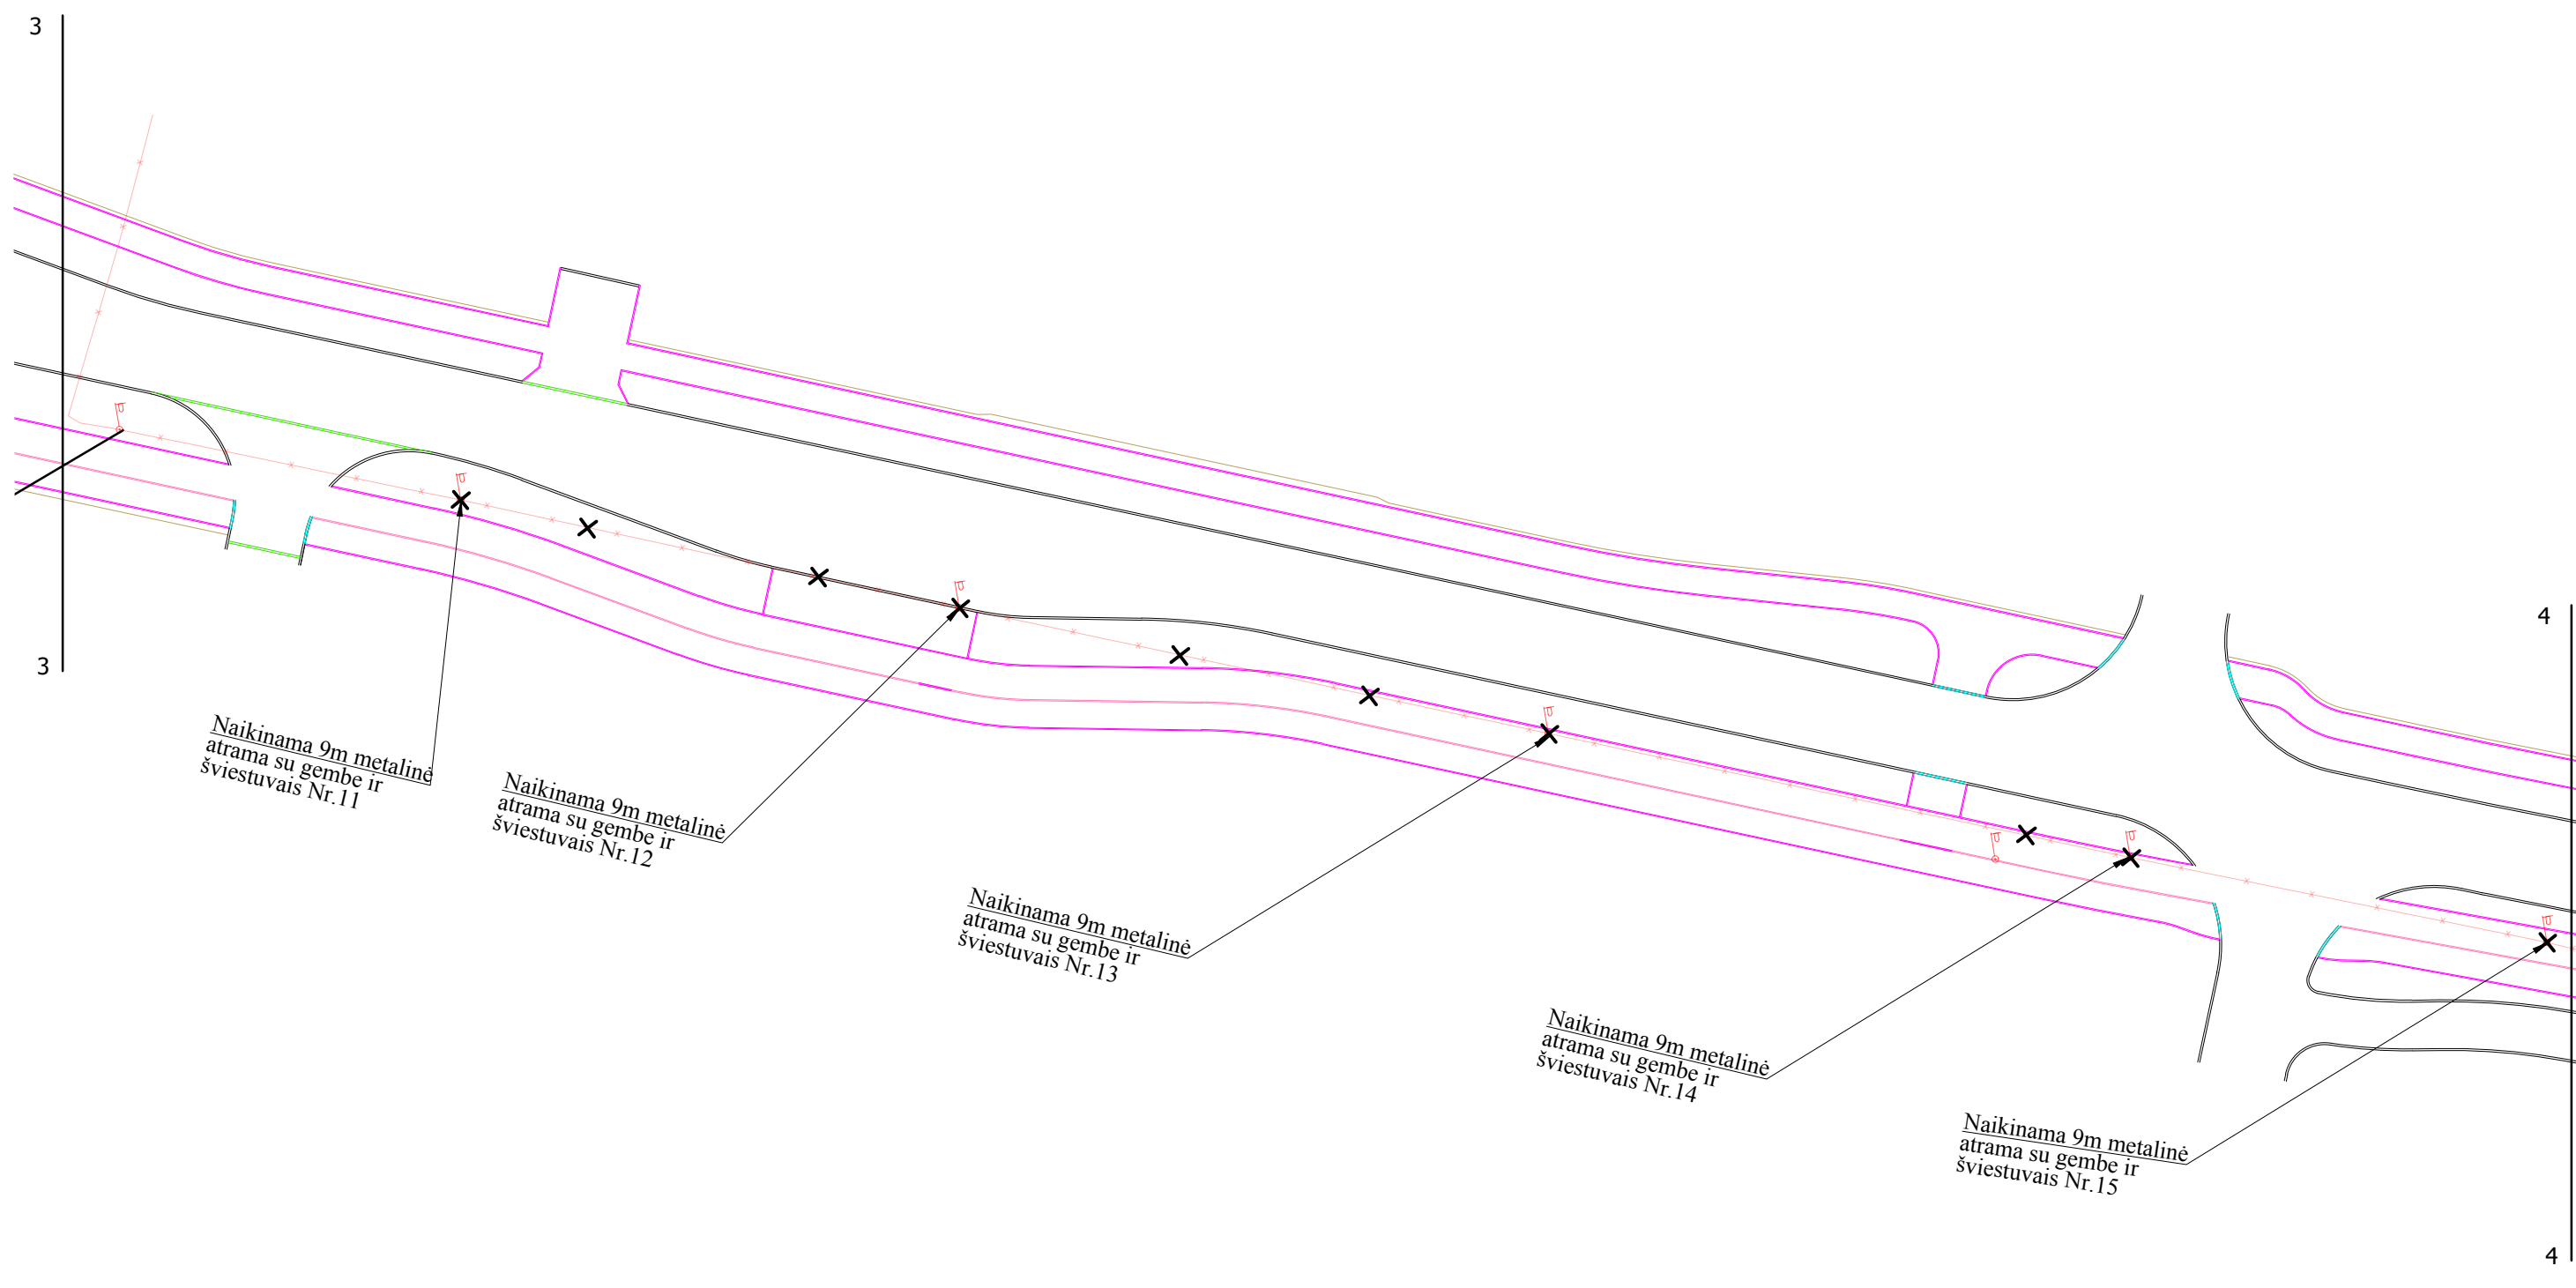 3
3
Naikinama 9m metalinė
atrama su gembe ir
šviestuvais Nr.11
Naikinama 9m metalinė
atrama su gembe ir
šviestuvais Nr.12
Naikinama 9m metalinė
atrama su gembe ir
šviestuvais Nr.13
Naikinama 9m metalinė
atrama su gembe ir
šviestuvais Nr.14
Naikinama 9m metalinė
atrama su gembe ir
šviestuvais Nr.15
4
4